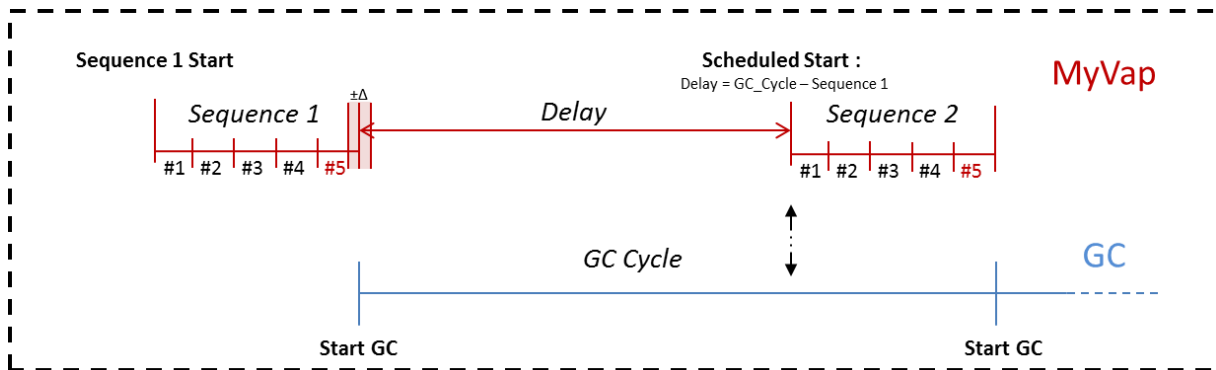 Sequence 1 Start
Scheduled Start :
Delay = GC_Cycle – Sequence 1
MyVap
±Δ
Sequence 1
Delay
Sequence 2
#1 #2 #3 #4 #5
#1 #2 #3 #4 #5
GC Cycle
GC
Start GC
Start GC